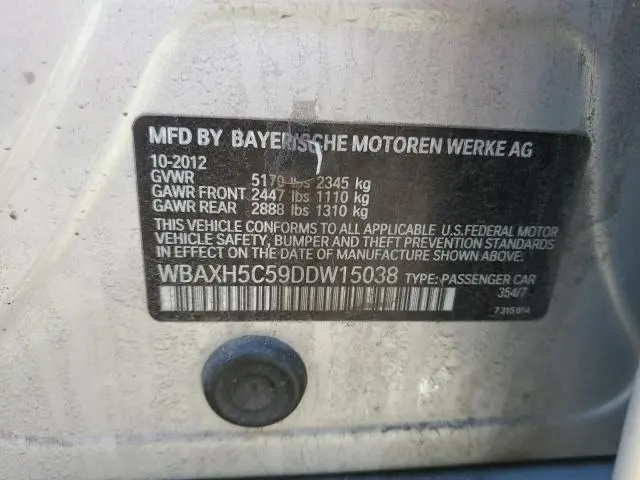 MFD BY BAYERISCHE MOTOREN WERKE AG
10-2012
GVWR 5179 lbs 2345 kg
GAWR FRONT 2447 lbs 1110 kg
GAWR REAR 2888 lbs 1310 kg
THIS VEHICLE CONFORMS TO ALL APPLICABLE U.S.FEDERAL MOTOR
VEHICLE SAFETY, BUMPER AND THEFT PREVENTION STANDARDS
IN EFFECT ON THE DATE OF MANUFACTURE SHOWN ABOVE.
WBAXH5C59DDW15038 TYPE: PASSENGER CAR
354/7
7315914